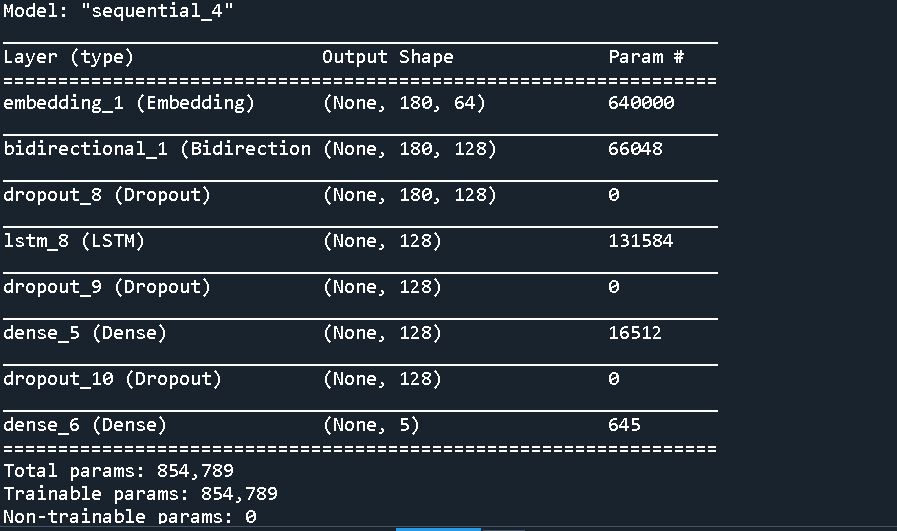 Model: "sequential_4"
Layer (type) Output Shape Param #
=================================================================
embedding_1 (Embedding) (None, 180, 64) 640000
bidirectional_1 (Bidirection (None, 180, 128) 66048
dropout_8 (Dropout) (None, 180, 128) 0
lstm_8 (LSTM) (None, 128) 131584
dropout_9 (Dropout) (None, 128) 0
dense_5 (Dense) (None, 128) 16512
dropout_10 (Dropout) (None, 128) 0
dense_6 (Dense) (None, 5) 645
=================================================================
Total params: 854,789
Trainable params: 854,789
Non-trainable params: 0